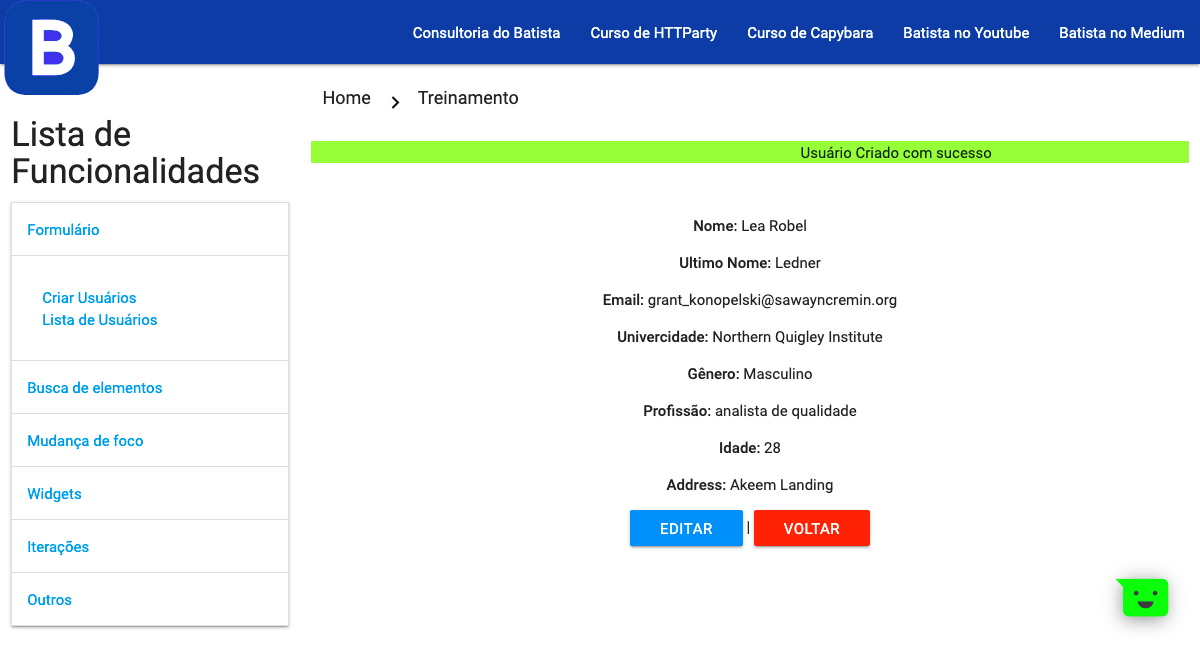 B
Consultoria do Batista
Curso de HTTParty
Curso de Capybara
Batista no Youtube
Batista no Medium
Home
Treinamento
Lista de
Funcionalidades
Formulário
Criar Usuários
Lista de Usuários
Busca de elementos
Mudança de foco
Widgets
Iterações
Outros
Usuário Criado com sucesso
Nome: Lea Robel
Ultimo Nome: Ledner
Email: grant_konopelski@sawayncremin.org
Univercidade: Northern Quigley Institute
Gênero: Masculino
Profissão: analista de qualidade
Idade: 28
Address: Akeem Landing
EDITAR | VOLTAR